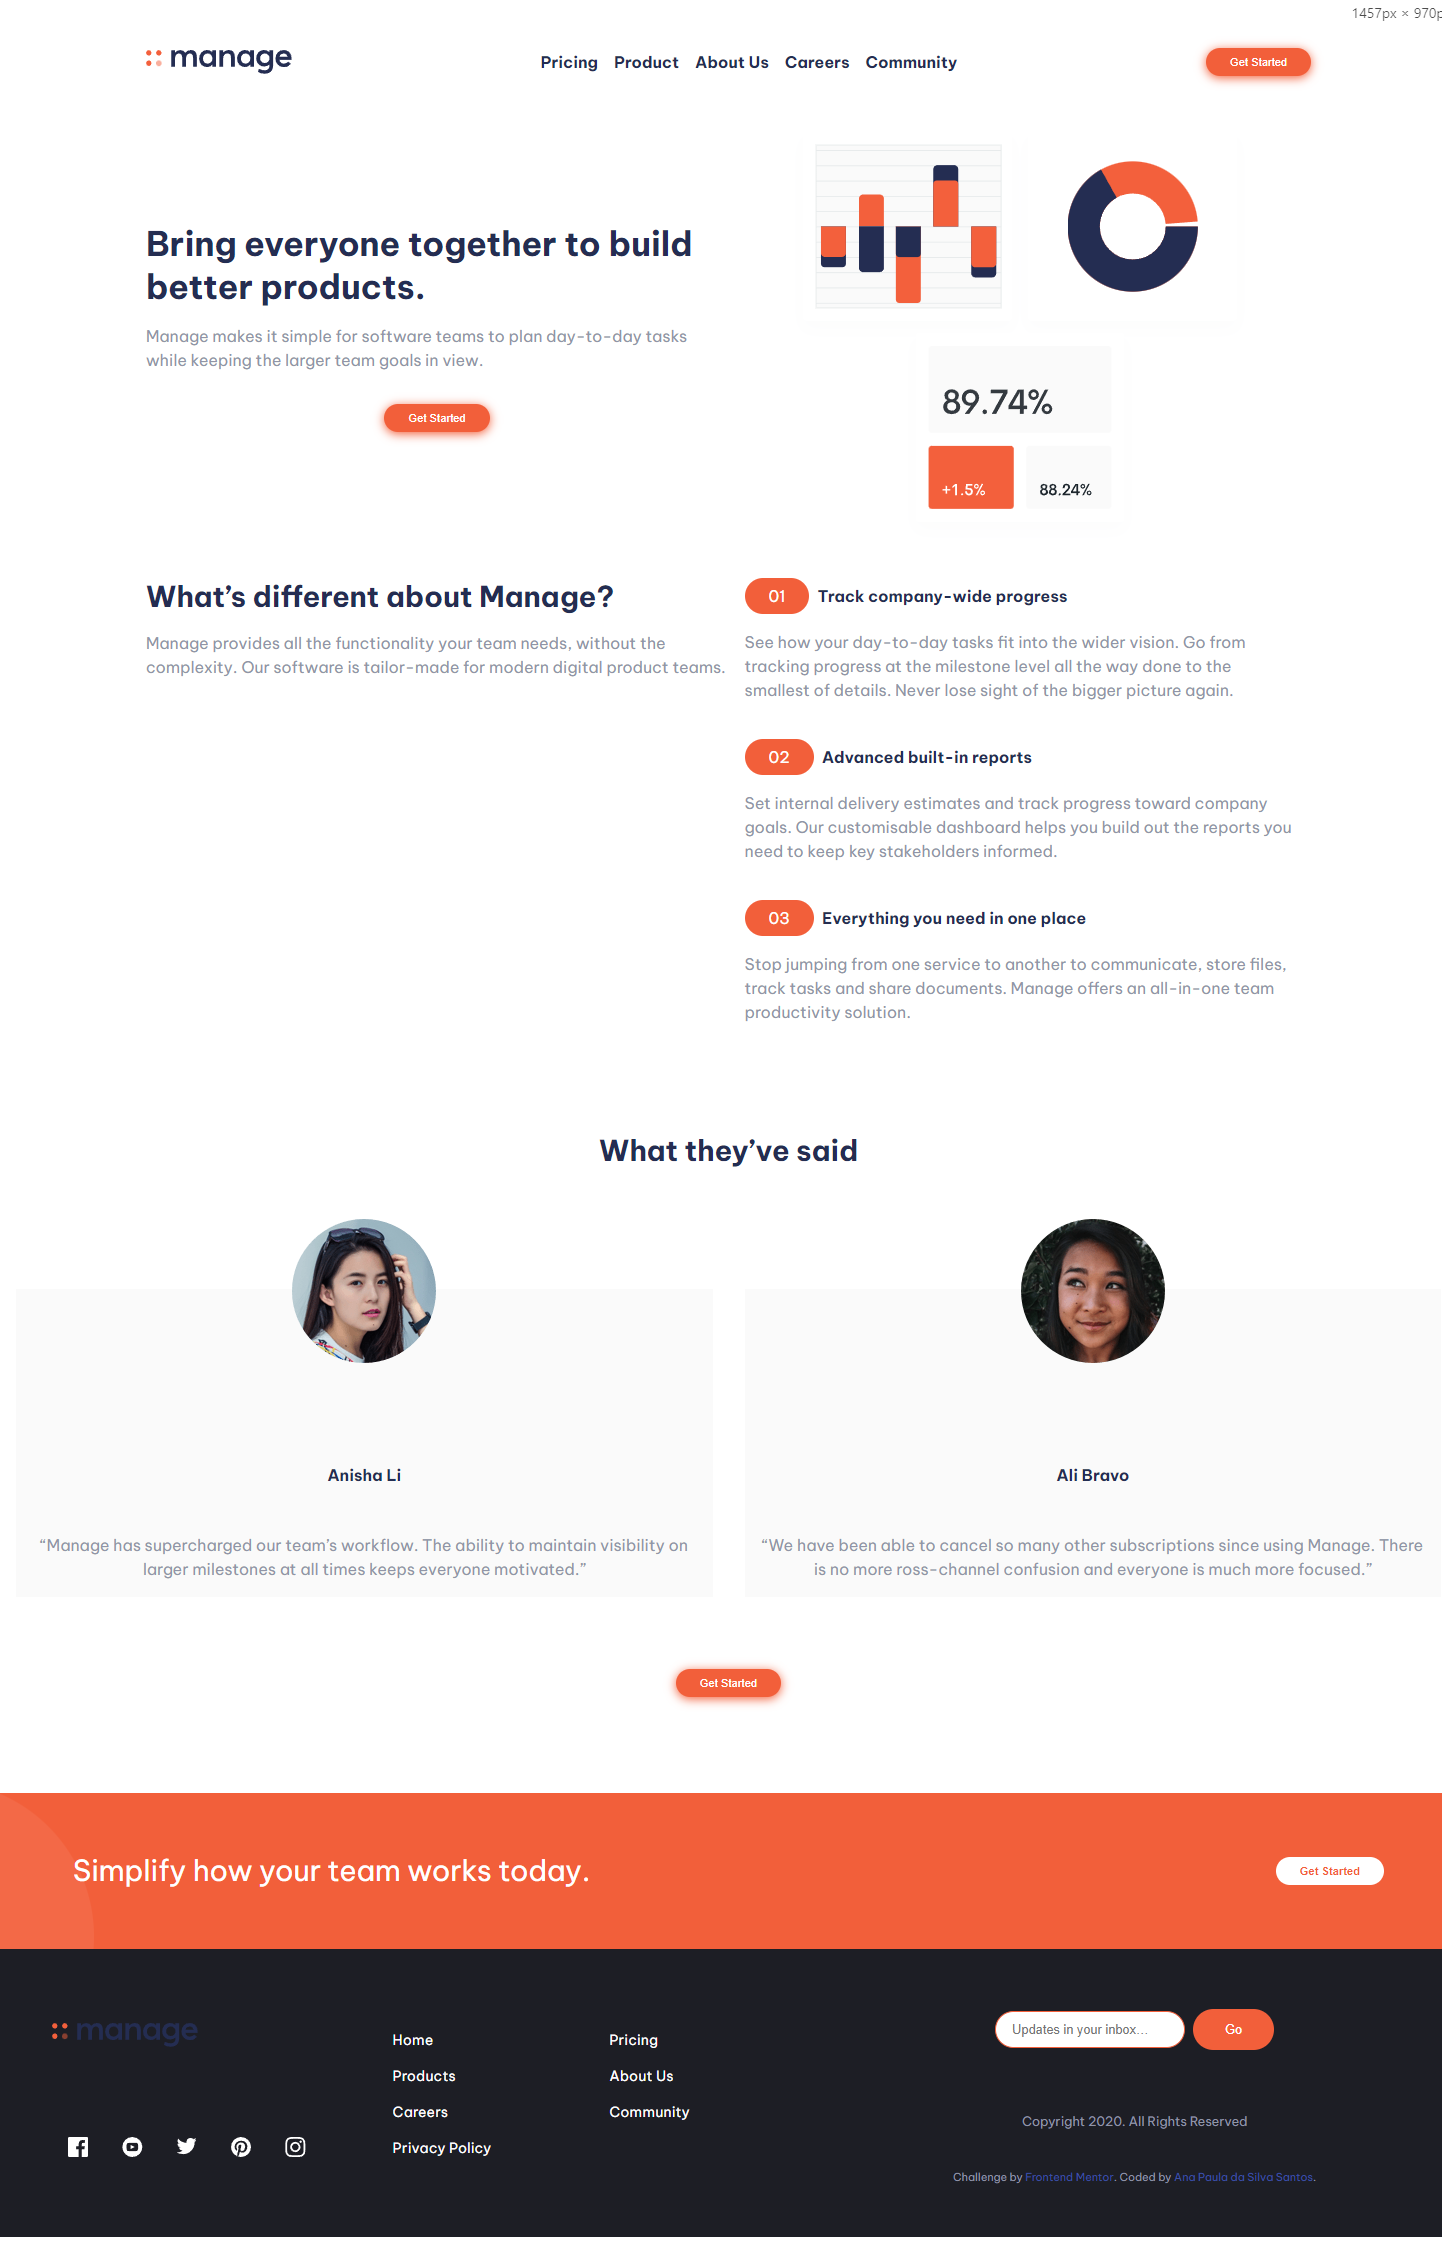 1457px × 970p
manage
Pricing Product About Us Careers Community
Get Started
Bring everyone together to build
better products.
Manage makes it simple for software teams to plan day-to-day tasks
while keeping the larger team goals in view.
Get Started
89.74%
+1.5%
88.24%
What’s different about Manage?
Manage provides all the functionality your team needs, without the
complexity. Our software is tailor-made for modern digital product teams.
01 Track company-wide progress
See how your day-to-day tasks fit into the wider vision. Go from
tracking progress at the milestone level all the way done to the
smallest of details. Never lose sight of the bigger picture again.
02 Advanced built-in reports
Set internal delivery estimates and track progress toward company
goals. Our customisable dashboard helps you build out the reports you
need to keep key stakeholders informed.
03 Everything you need in one place
Stop jumping from one service to another to communicate, store files,
track tasks and share documents. Manage offers an all-in-one team
productivity solution.
What they’ve said
Anisha Li
“Manage has supercharged our team’s workflow. The ability to maintain visibility on
larger milestones at all times keeps everyone motivated.”
Ali Bravo
“We have been able to cancel so many other subscriptions since using Manage. There
is no more ross-channel confusion and everyone is much more focused.”
Get Started
Simplify how your team works today.
Get Started
manage
Home
Products
Careers
Privacy Policy
Pricing
About Us
Community
Updates in your inbox…
Go
Copyright 2020. All Rights Reserved
Challenge by Frontend Mentor. Coded by Ana Paula da Silva Santos.